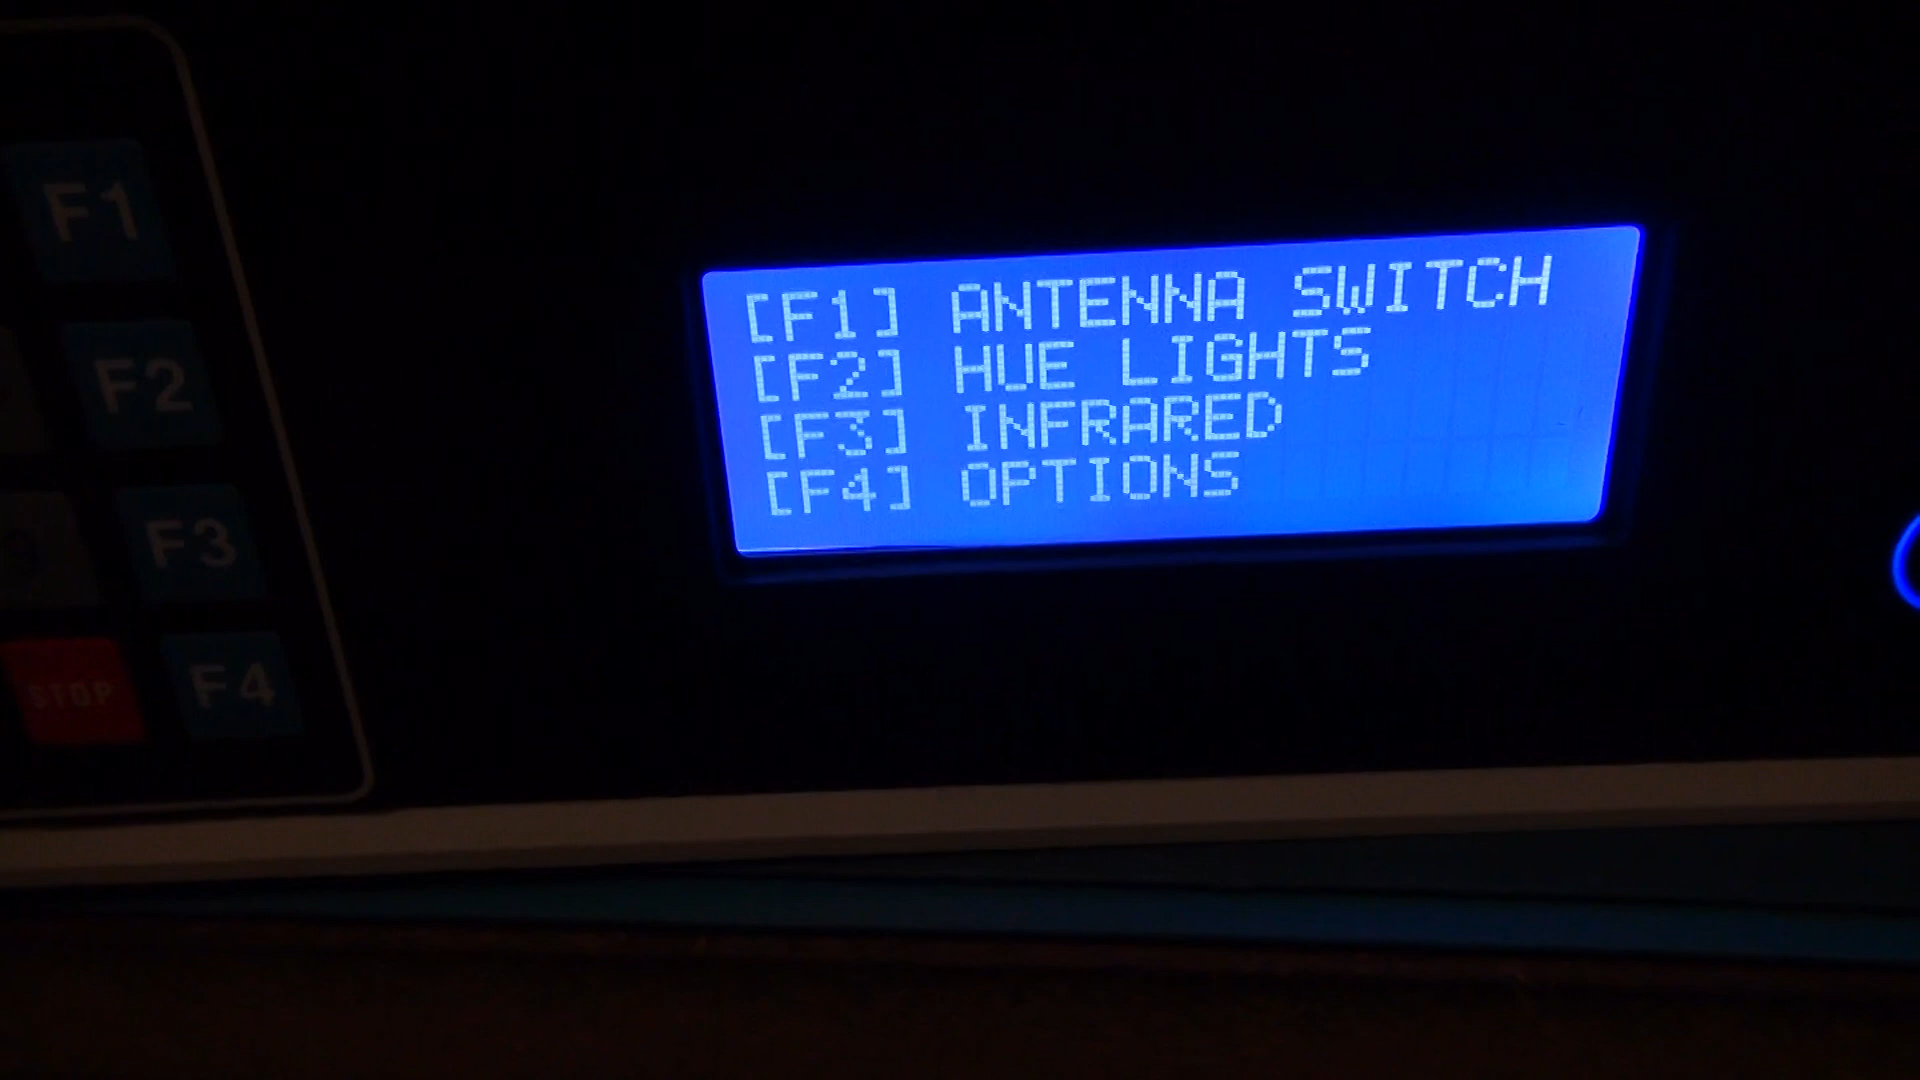 F1
F2
F3
STOP F4
[F1] ANTENNA SWITCH
[F2] HUE LIGHTS
[F3] INFRARED
[F4] OPTIONS